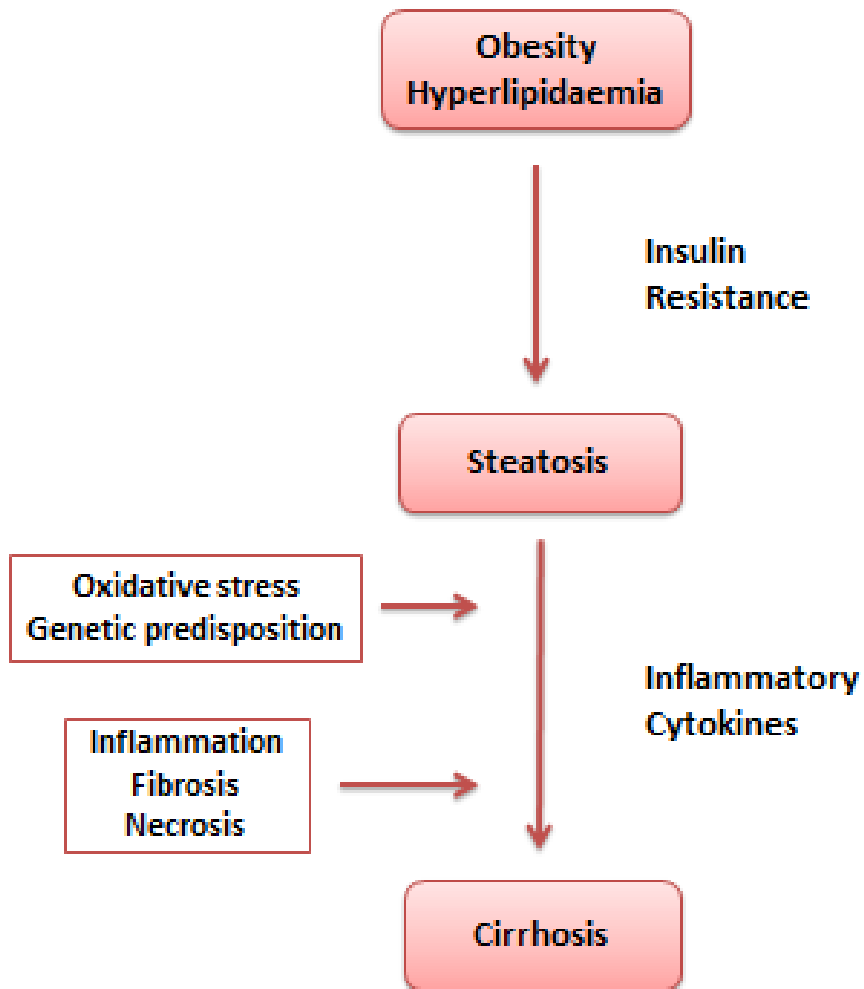 Obesity
Hyperlipidaemia
Insulin
Resistance
Steatosis
Oxidative stress
Genetic predisposition
Inflammatory
Cytokines
Inflammation
Fibrosis
Necrosis
Cirrhosis